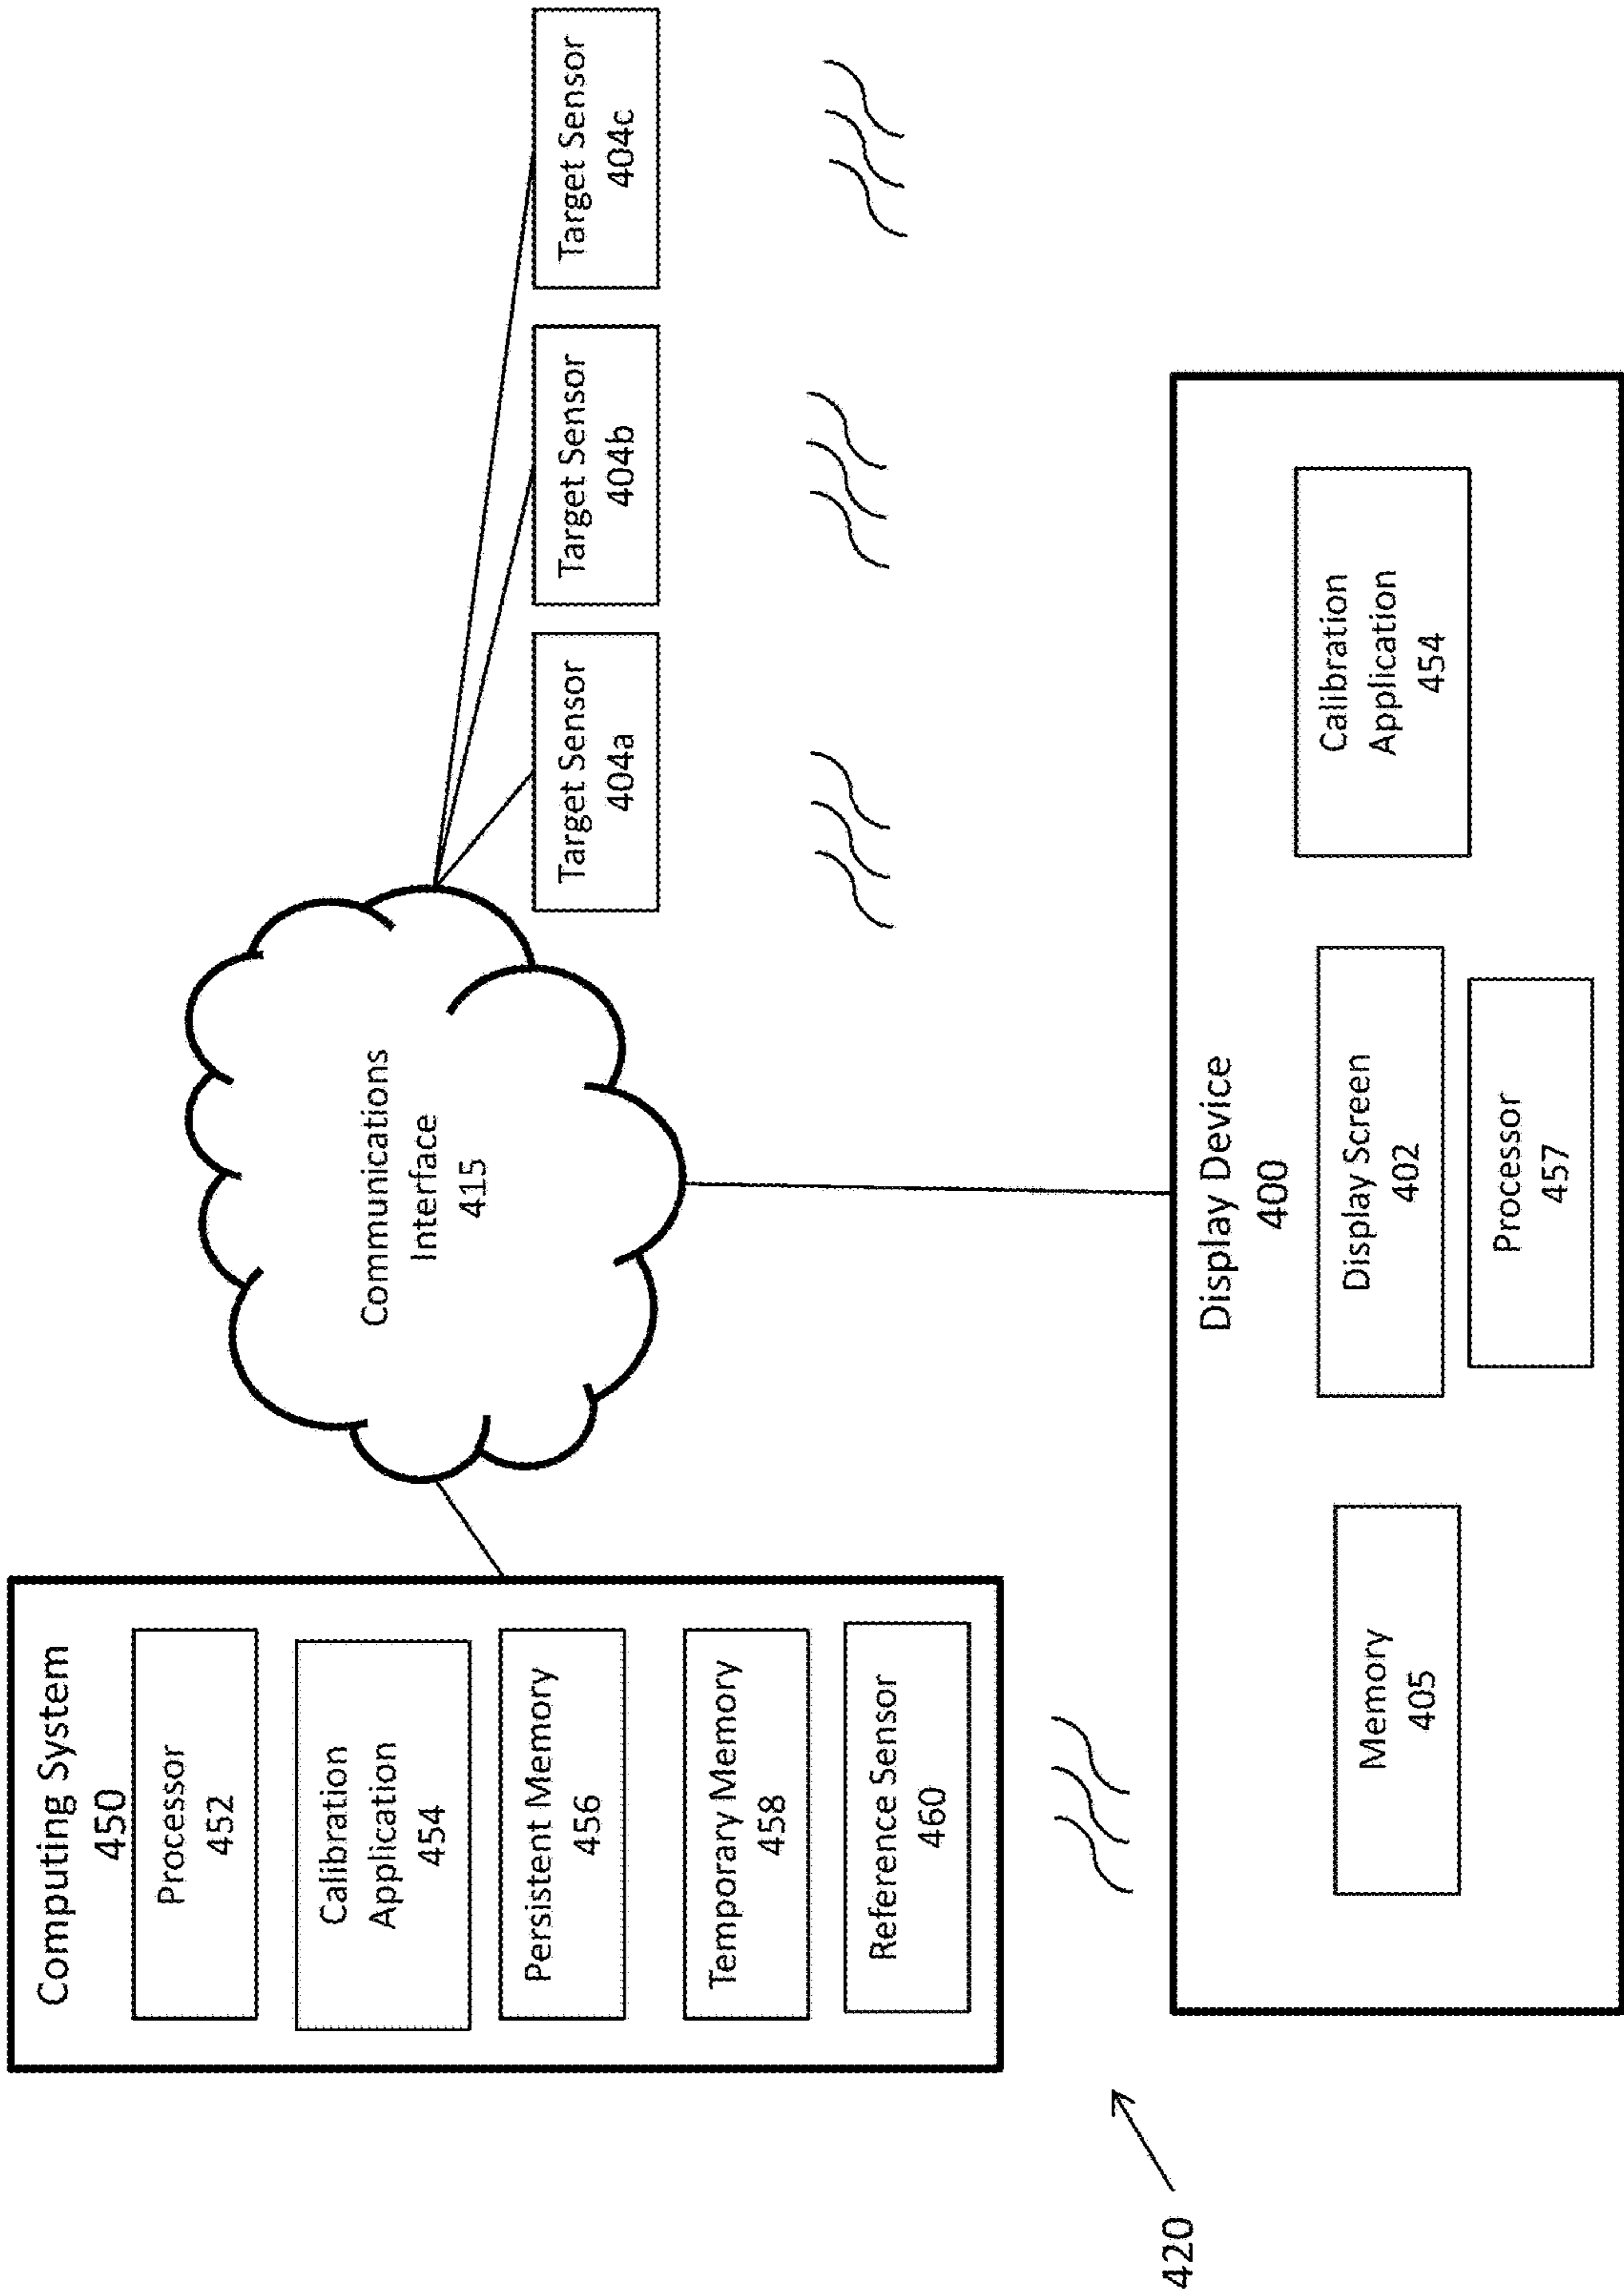 Computing System
450
Processor
452
Calibration
Application
454
Persistent Memory
456
Temporary Memory
458
Reference Sensor
460
Communications
Interface
415
Target Sensor
404a
Target Sensor
404b
Target Sensor
404c
420
Display Device
400
Memory
405
Display Screen
402
Processor
457
Calibration
Application
454